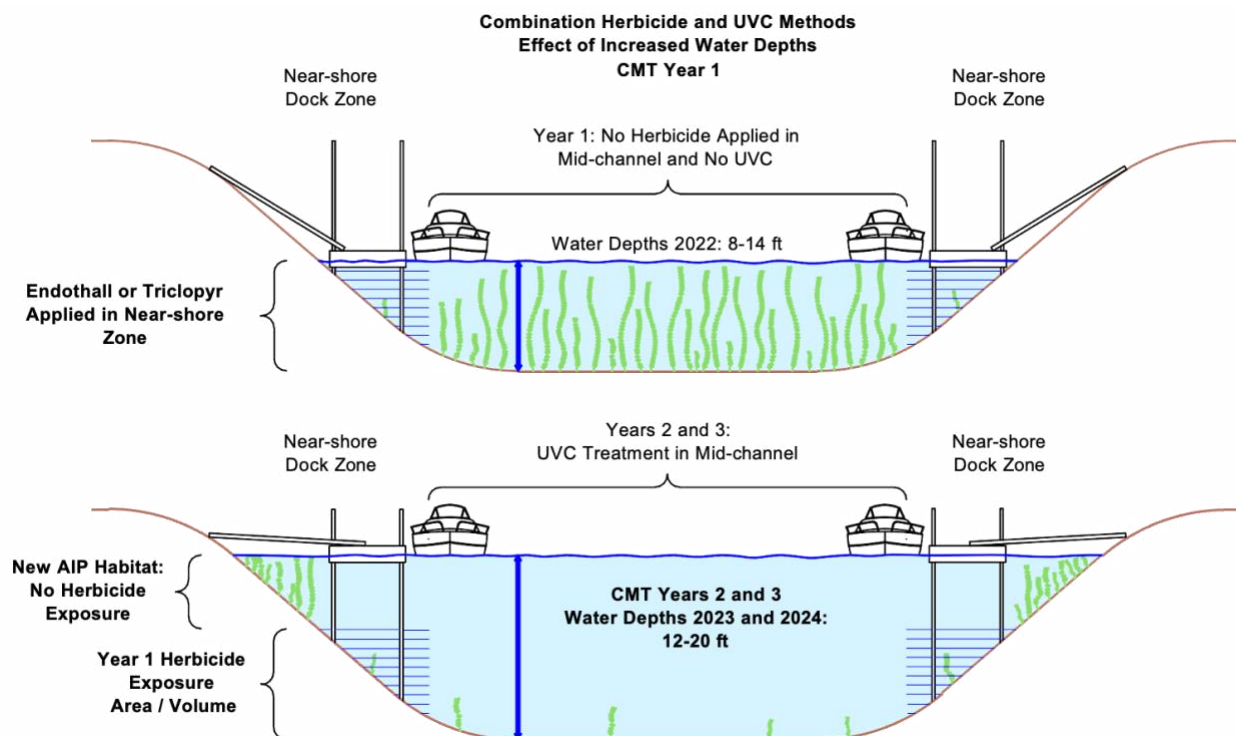 Combination Herbicide and UVC Methods
Effect of Increased Water Depths
CMT Year 1
Near-shore
Dock Zone
Near-shore
Dock Zone
Year 1: No Herbicide Applied in
Mid-channel and No UVC
Water Depths 2022: 8-14 ft
Endothall or Triclopyr
Applied in Near-shore
Zone
Near-shore
Dock Zone
Years 2 and 3:
UVC Treatment in Mid-channel
Near-shore
Dock Zone
New AIP Habitat:
No Herbicide
Exposure
CMT Years 2 and 3
Water Depths 2023 and 2024:
12-20 ft
Year 1 Herbicide
Exposure
Area / Volume